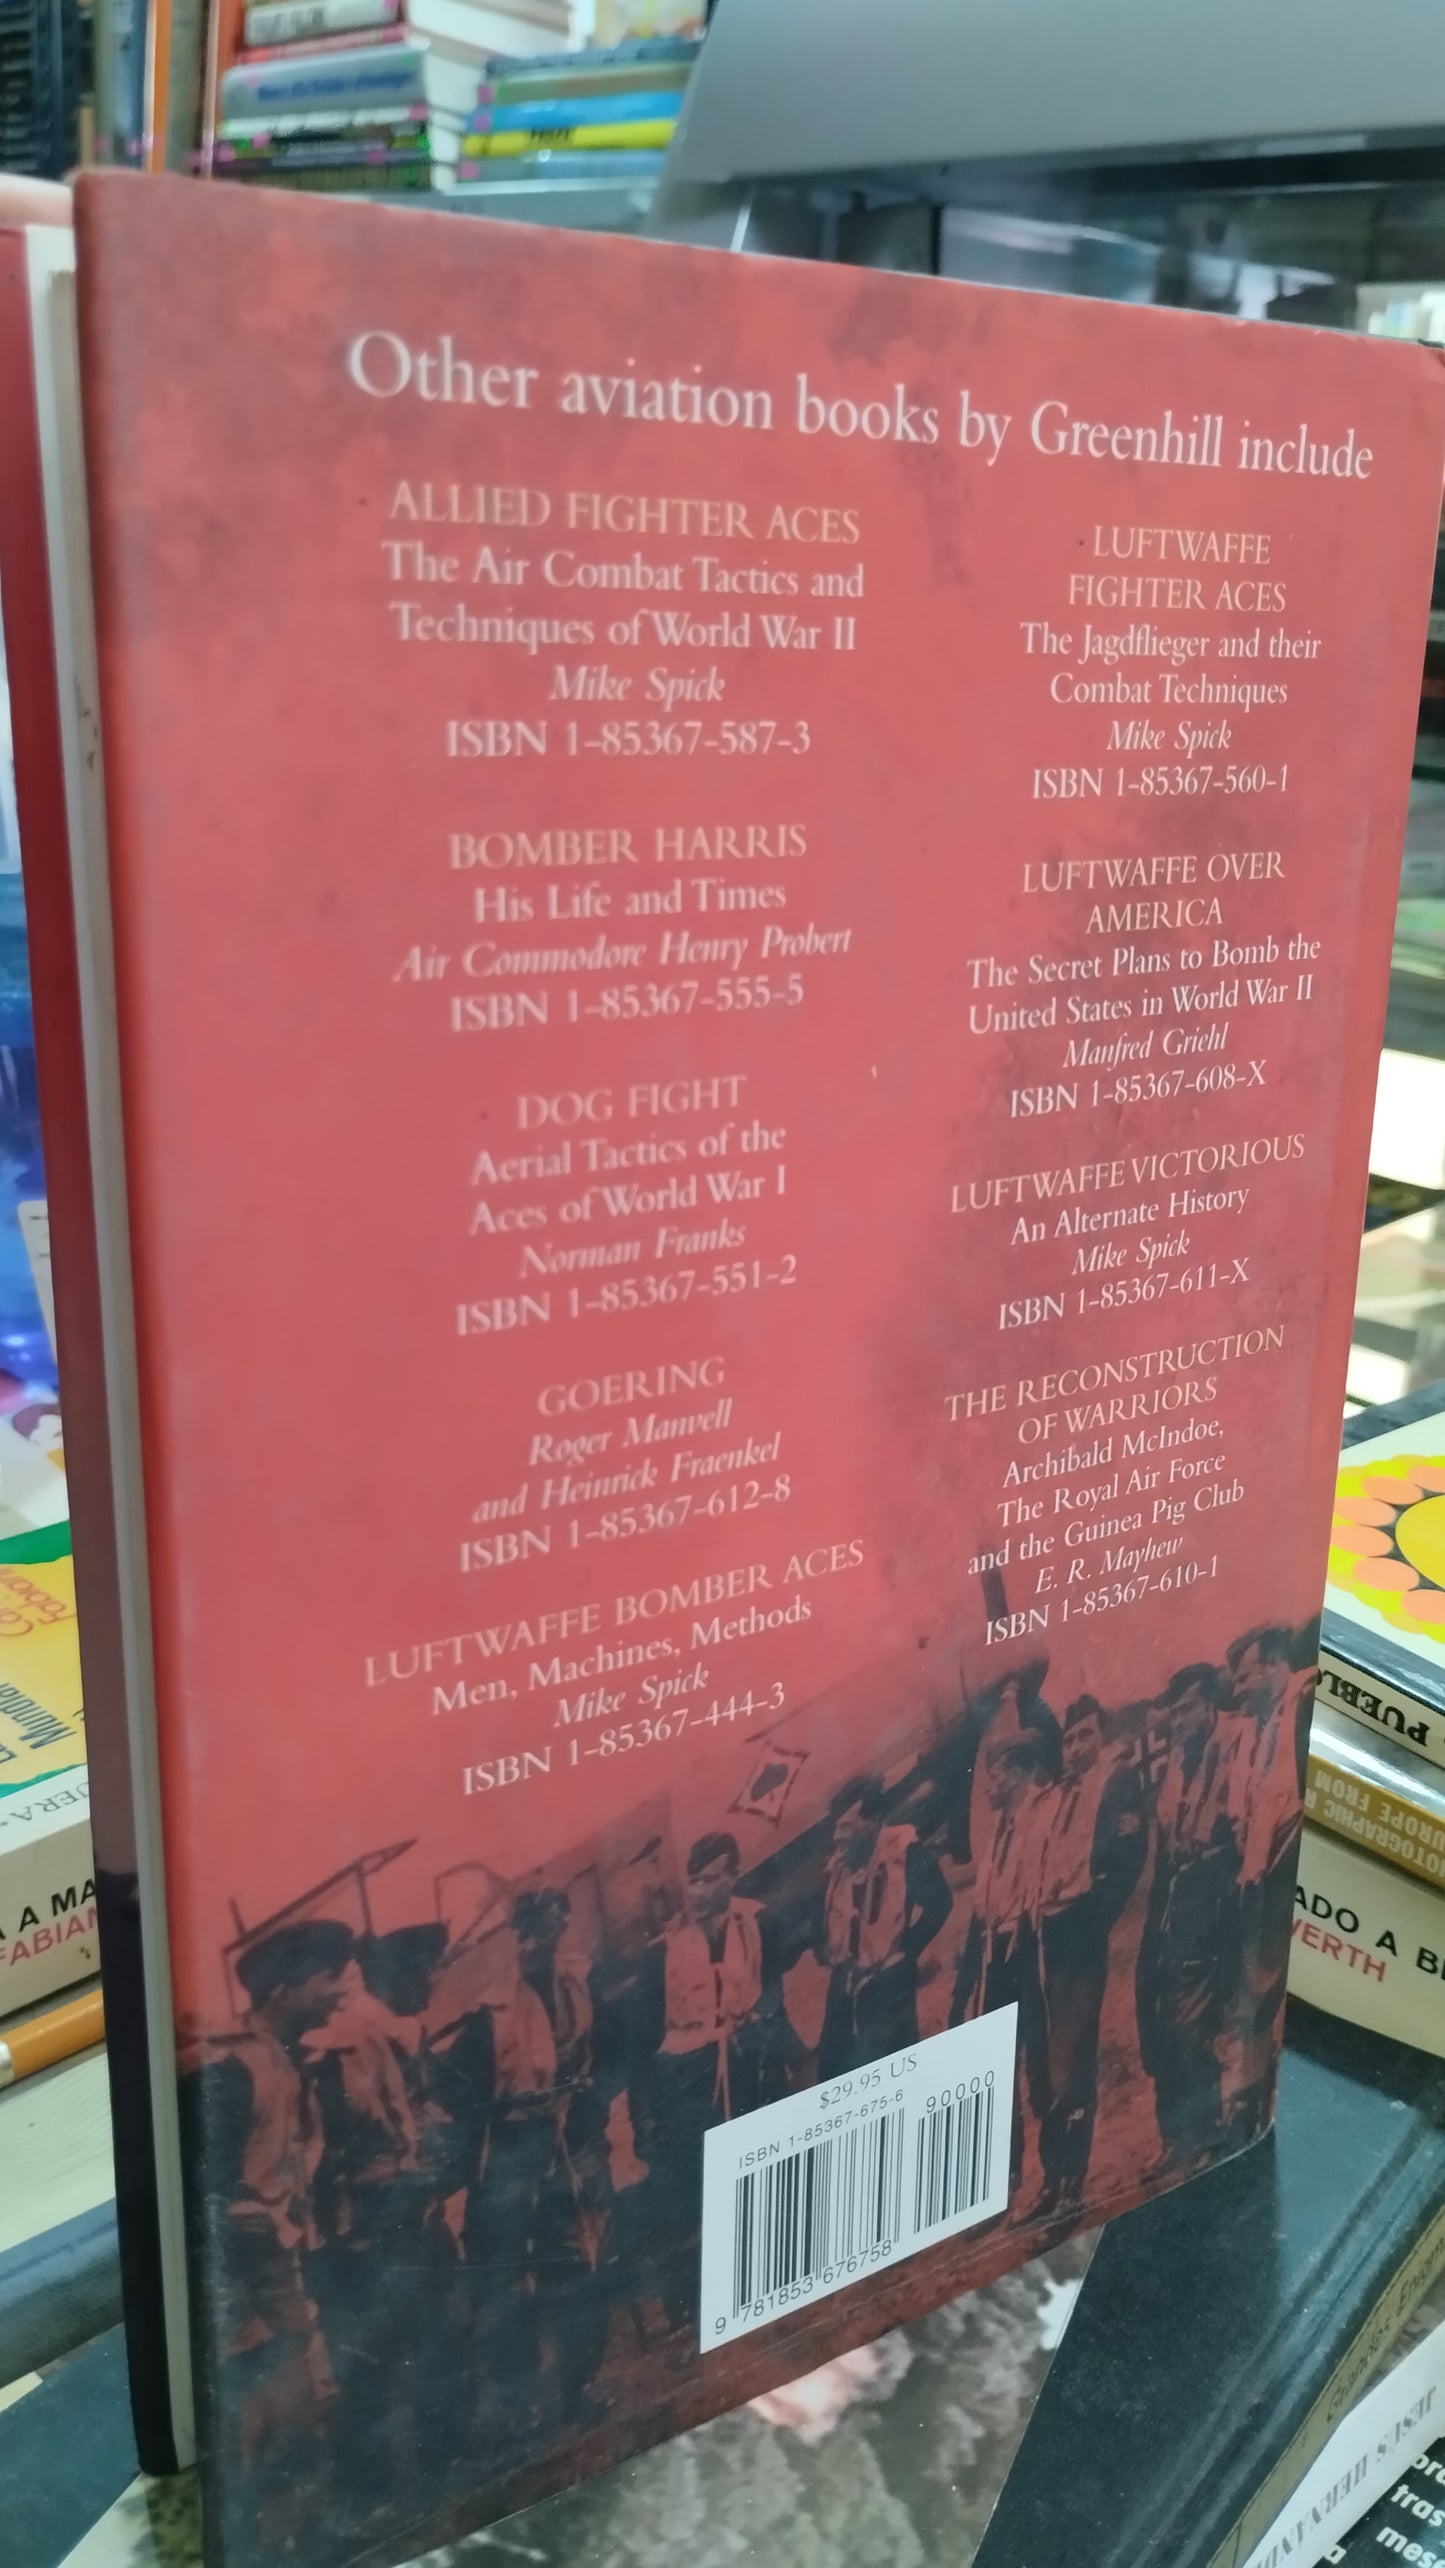 Other aviation books by Greenhill include
ALLIED FIGHTER ACES
The Air Combat Tactics and
Techniques of World War II
Mike Spick
ISBN 1-85367-587-3
BOMBER HARRIS
His Life and Times
Air Commodore Henry Probert
ISBN 1-85367-555-5
DOG FIGHT
Aerial Tactics of the
Aces of World War I
Norman Franks
ISBN 1-85367-551-2
GOERING
Roger Manvell
and Heinrick Fraenkel
ISBN 1-85367-612-8
LUFTWAFFE BOMBER ACES
Men, Machines, Methods
Mike Spick
ISBN 1-85367-444-3
LUFTWAFFE
FIGHTER ACES
The Jagdflieger and their
Combat Techniques
Mike Spick
ISBN 1-85367-560-1
LUFTWAFFE OVER
AMERICA
The Secret Plans to Bomb the
United States in World War II
Manfred Griehl
ISBN 1-85367-608-X
LUFTWAFFE VICTORIOUS
An Alternate History
Mike Spick
ISBN 1-85367-611-X
THE RECONSTRUCTION
OF WARRIORS
Archibald McIndoe,
The Royal Air Force
and the Guinea Pig Club
E. R. Mayhew
ISBN 1-85367-610-1
$29.95 US
ISBN 1-85367-675-6
90000
9 781853 676758
A MA
FABIAN
PUEBL
EUROPE FROM
ADO A B
VERTH